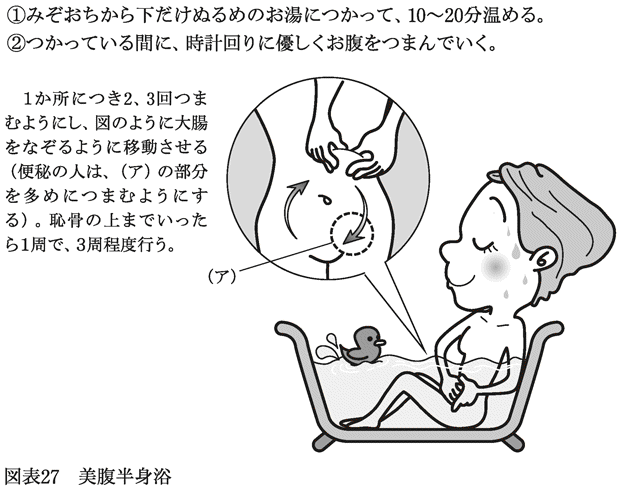 ①みぞおちから下だけぬるめのお湯につかって、10〜20分温める。
②つかっている間に、時計回りに優しくお腹をつまんでいく。
1か所につき2、3回つま
むようにし、図のように大腸
をなぞるように移動させる
（便秘の人は、（ア）の部分
を多めにつまむようにす
る）。恥骨の上までいった
ら1周で、3周程度行う。
（ア）
図表27　美腹半身浴